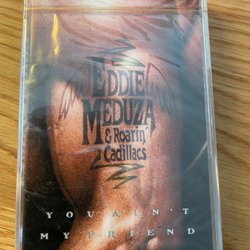 EDDIE
MEDUZA
& Roarin'
Cadillacs
YOU AIN'T
MY FRIEND